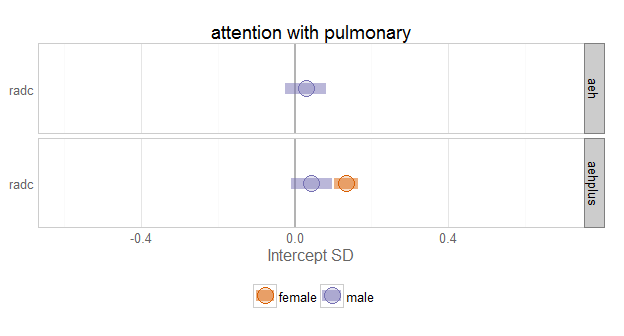 attention with pulmonary
radc
aeh
radc
aehplus
-0.4 0.0 0.4
Intercept SD
female male